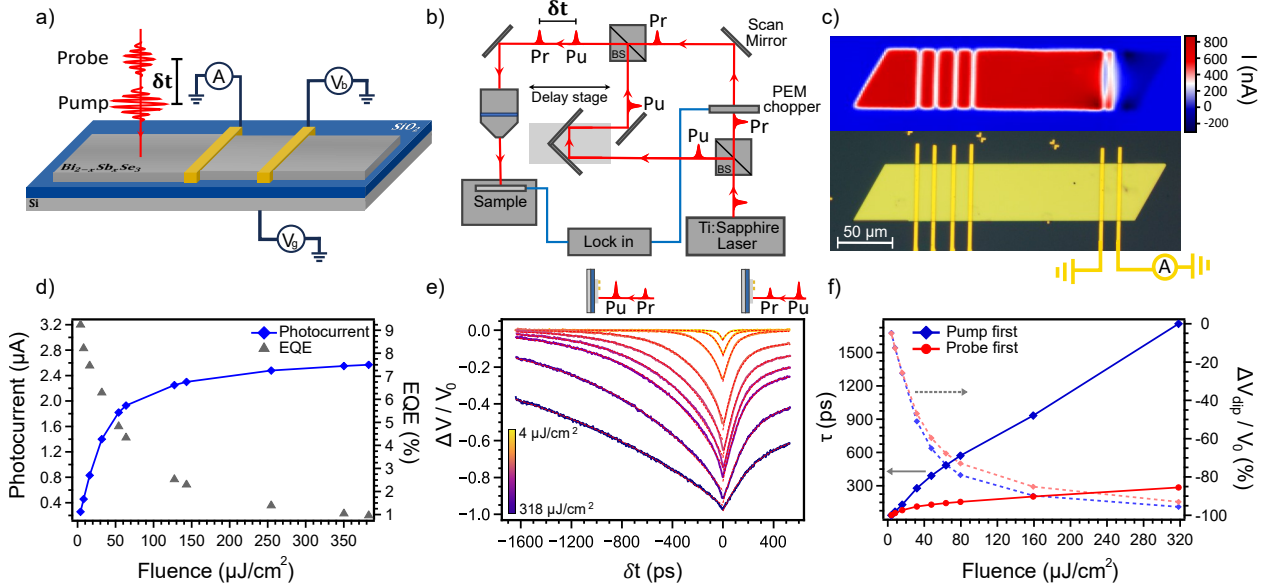 a)
Probe
δt
Pump
A
V_b
SiO₂
Bi₂₋ₓSbₓSe₃
Si
V_g
b)
δt
Pr
Pu
Pr
BS
Scan
Mirror
Delay stage
Pu
PEM
chopper
Pr
Pu
BS
Sample
Lock in
Ti:Sapphire
Laser
c)
800
600
400
200
0
-200
I (nA)
50 µm
A
d)
Photocurrent (µA)
3.2
2.8
2.4
2.0
1.6
1.2
0.8
0.4
Photocurrent
EQE
9
8
7
6
5
4
3
2
1
EQE (%)
0 50 100 150 200 250 300 350
Fluence (µJ/cm²)
e)
Pu Pr
Pr Pu
ΔV / V₀
0.0
−0.2
−0.4
−0.6
−0.8
−1.0
4 µJ/cm²
318 µJ/cm²
−1600 −1200 −800 −400 0 400
δt (ps)
f)
τ (ps)
1500
1350
1200
1050
900
750
600
450
300
150
Pump first
Probe first
0
-20
-40
-60
-80
-100
ΔV_dip / V₀ (%)
0 40 80 120 160 200 240 280 320
Fluence (µJ/cm²)